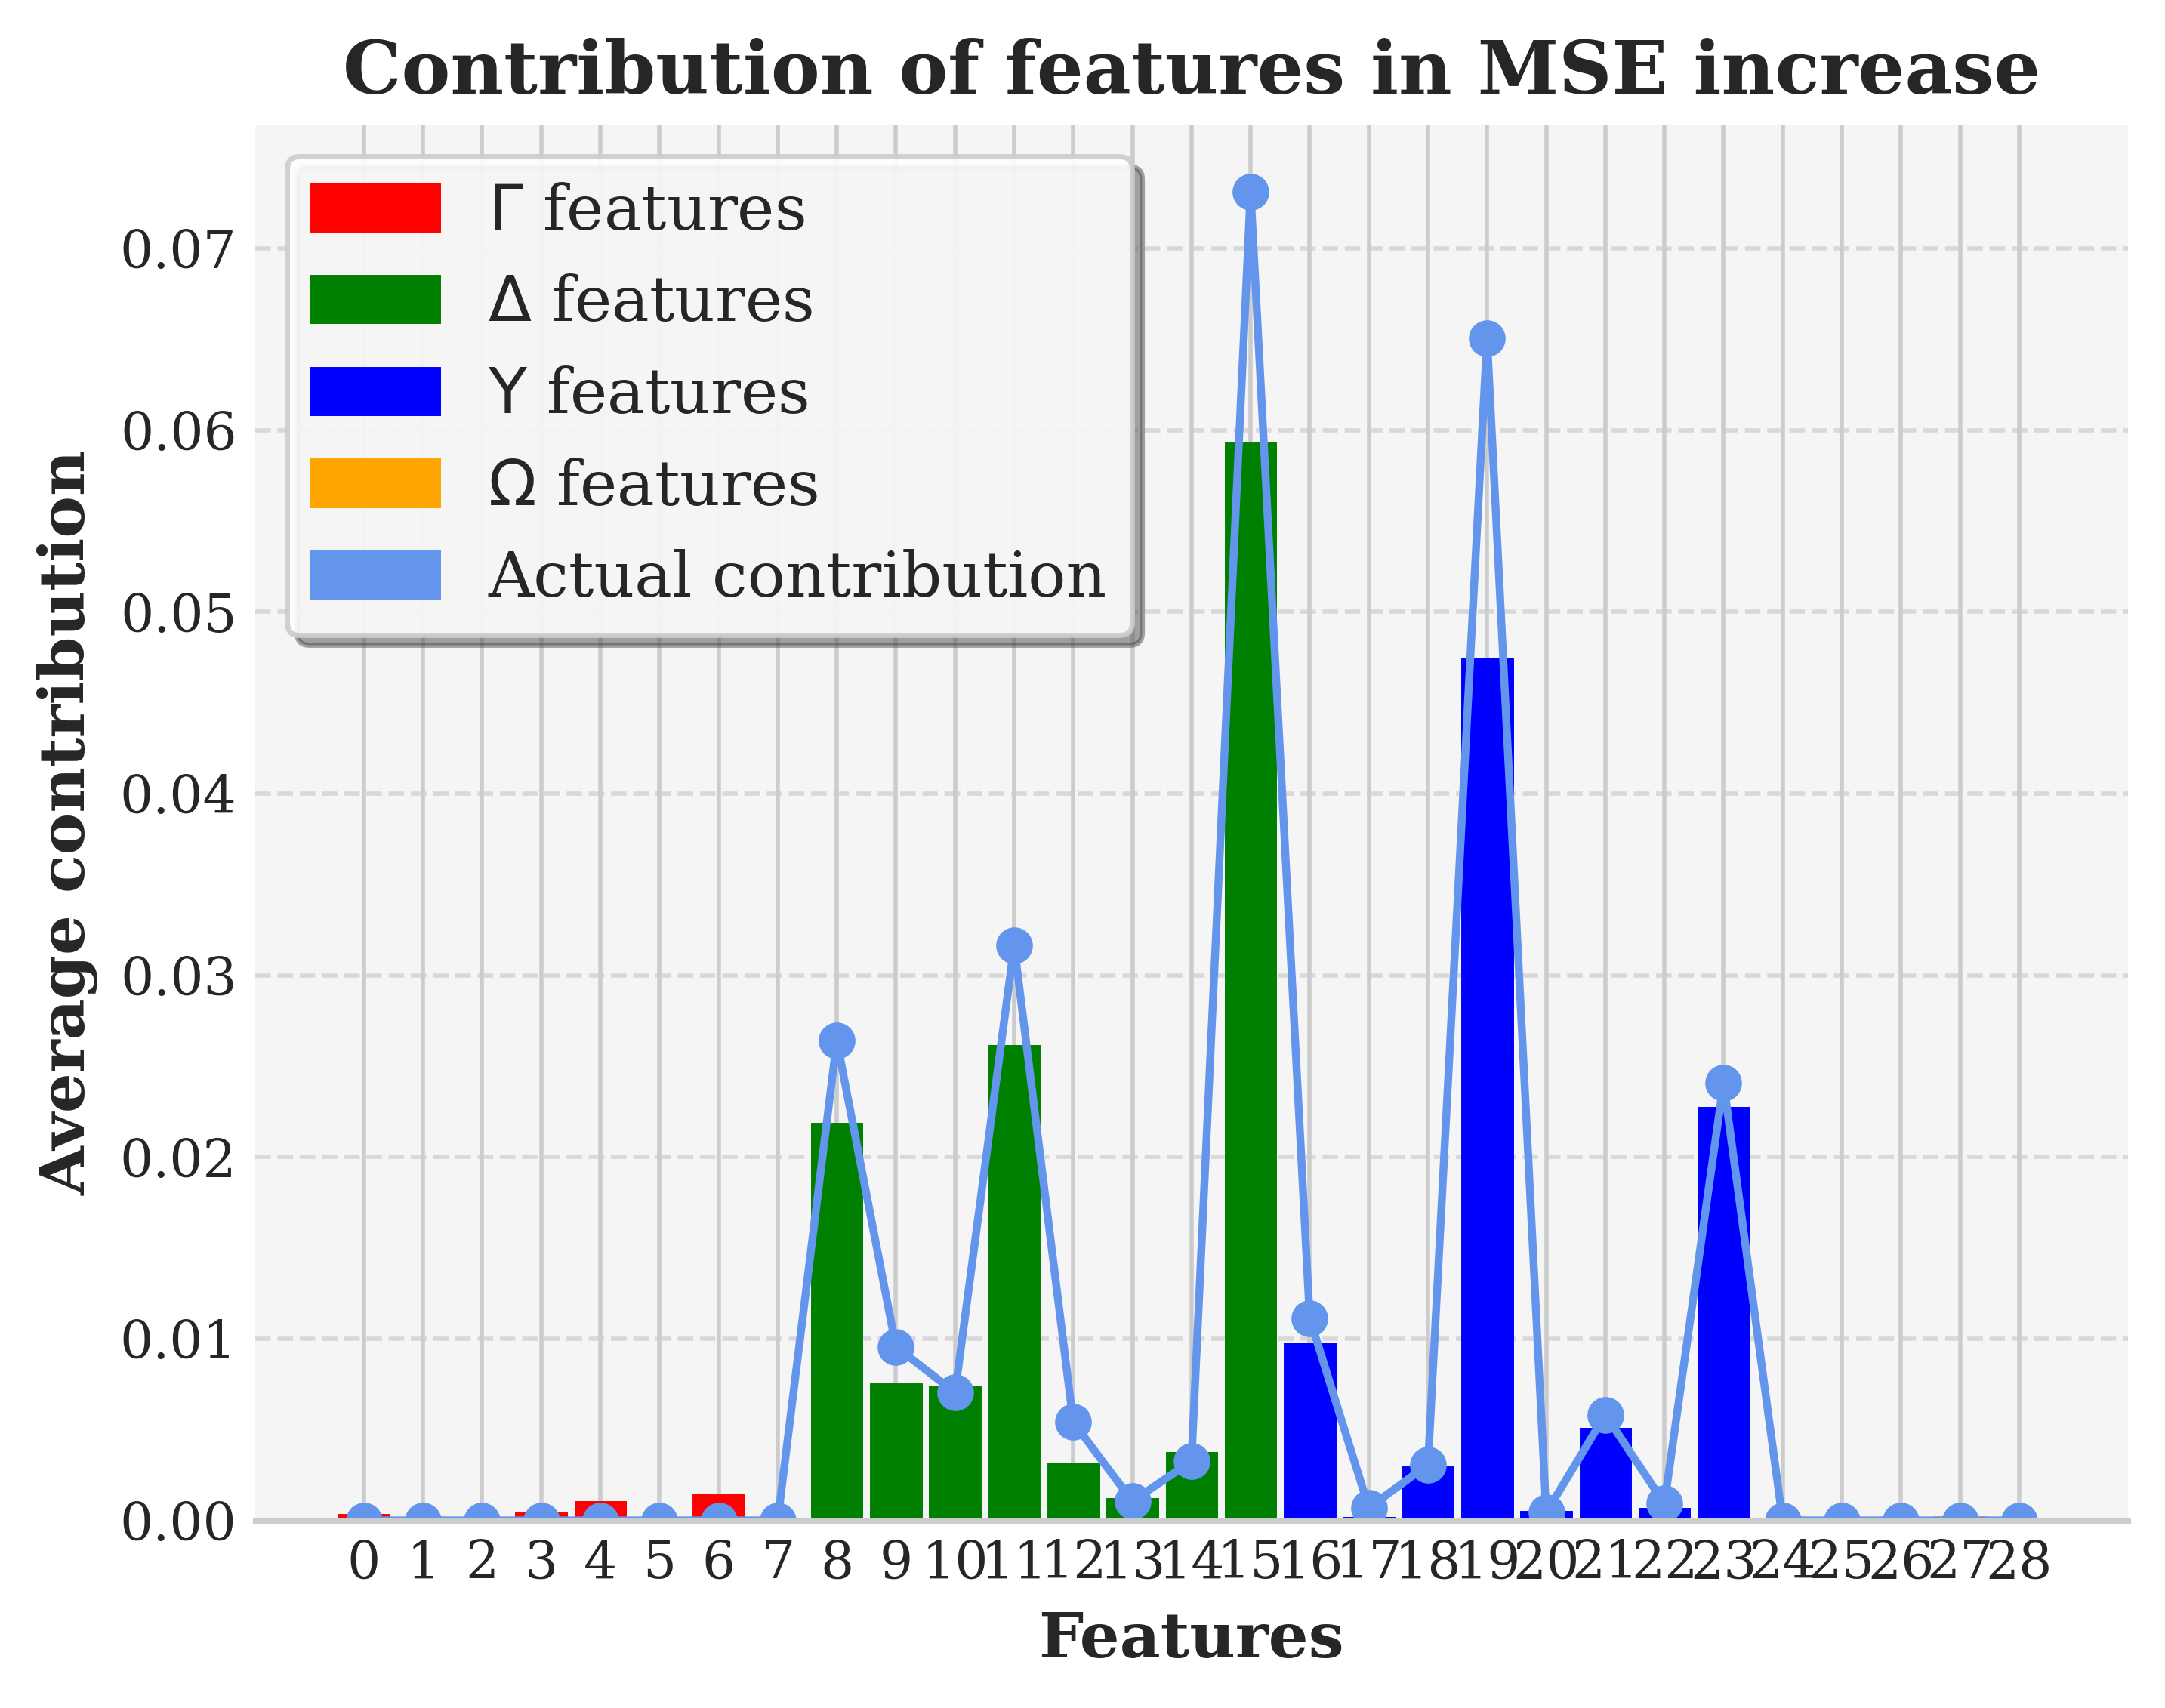 Contribution of features in MSE increase
Γ features
Δ features
Υ features
Ω features
Actual contribution
0.07
0.06
0.05
0.04
0.03
0.02
0.01
0.00
Average contribution
0 1 2 3 4 5 6 7 8 9 10 11 12 13 14 15 16 17 18 19 20 21 22 23 24 25 26 27 28
Features